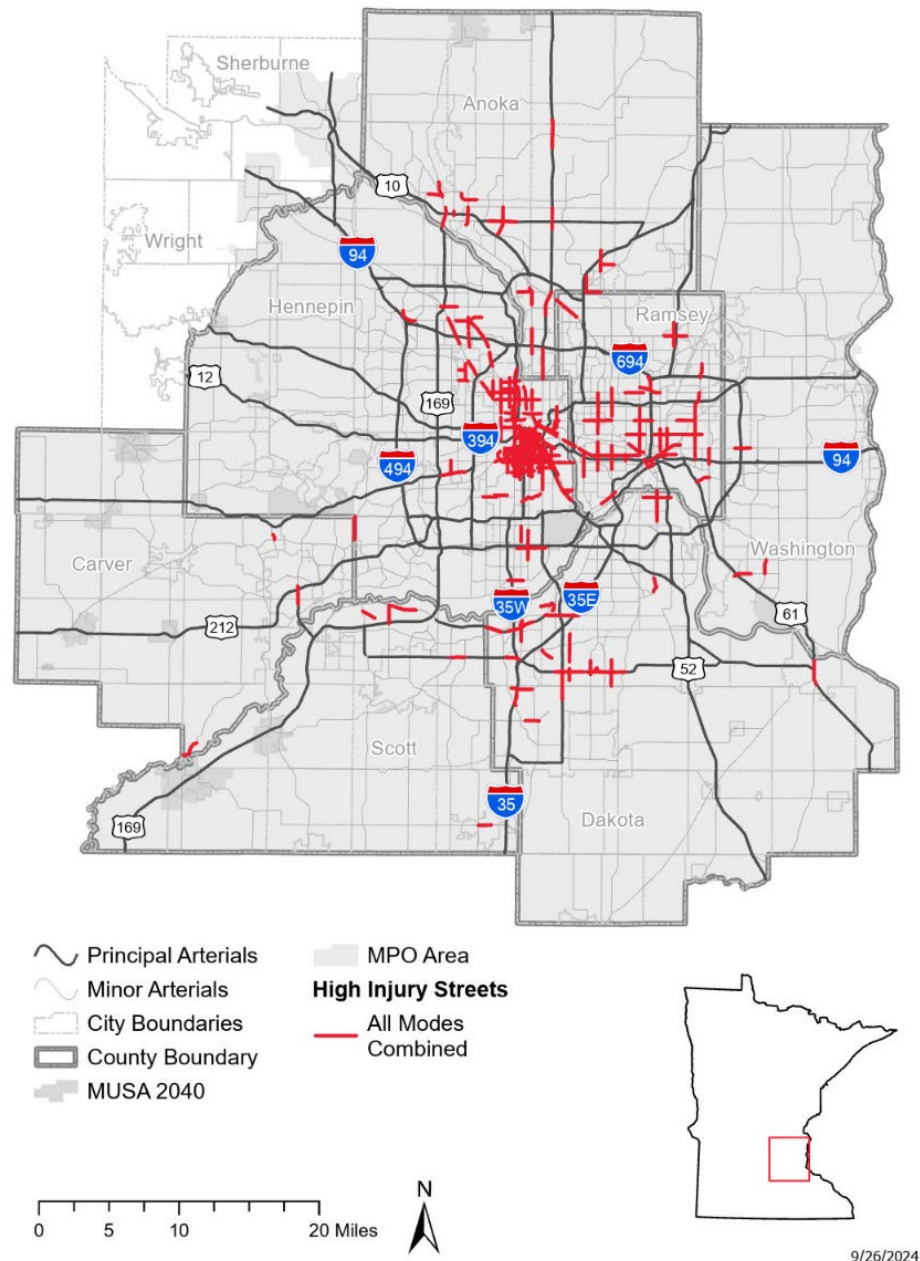 Sherburne
Anoka
10
Wright
94
Hennepin
Ramsey
694
12
169
394
494
94
Carver
Washington
35W
35E
212
61
52
Scott
35
169
Dakota
Principal Arterials
Minor Arterials
City Boundaries
County Boundary
MUSA 2040
MPO Area
High Injury Streets
All Modes
Combined
0 5 10 20 Miles
N
9/26/2024